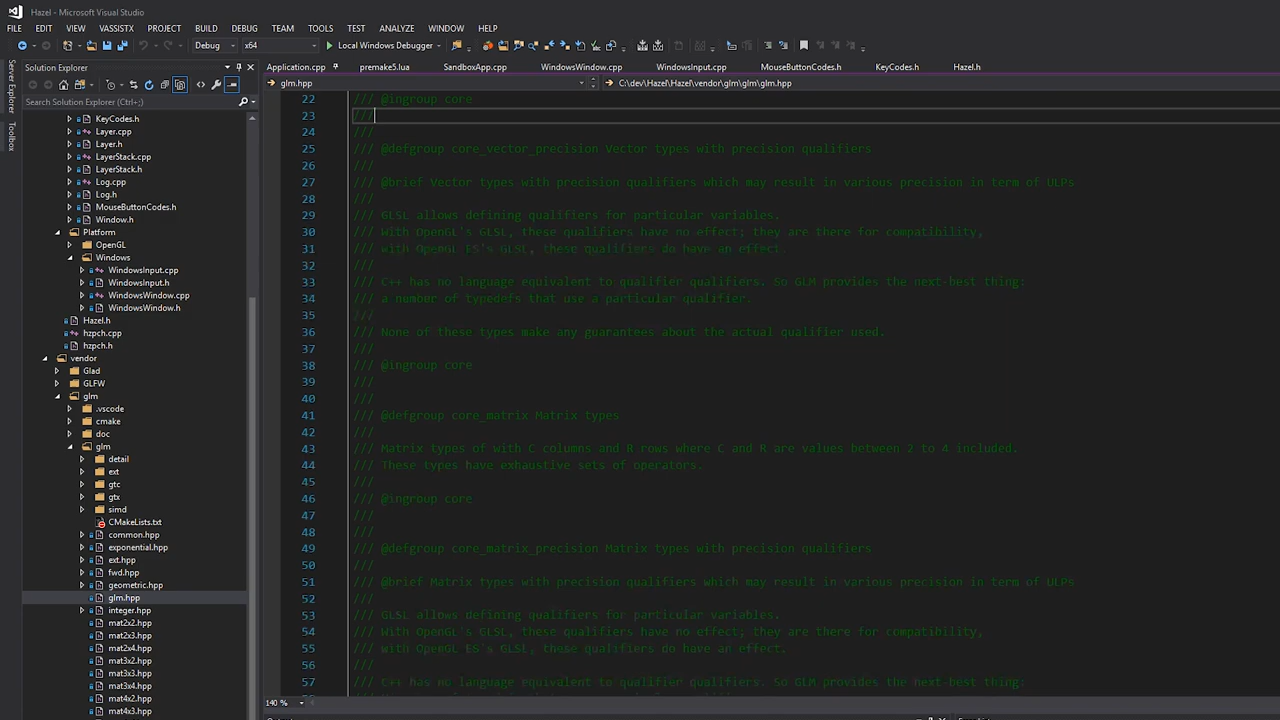 Hazel - Microsoft Visual Studio
FILE EDIT VIEW VASSISTX PROJECT BUILD DEBUG TEAM TOOLS TEST ANALYZE WINDOW HELP
Debug x64 Local Windows Debugger
Server Explorer
Toolbox
Solution Explorer
Search Solution Explorer (Ctrl+;)
KeyCodes.h
Layer.cpp
Layer.h
LayerStack.cpp
LayerStack.h
Log.cpp
Log.h
MouseButtonCodes.h
Window.h
Platform
OpenGL
Windows
WindowsInput.cpp
WindowsInput.h
WindowsWindow.cpp
WindowsWindow.h
Hazel.h
hzpch.cpp
hzpch.h
vendor
Glad
GLFW
glm
.vscode
cmake
doc
glm
detail
ext
gtc
gtx
simd
CMakeLists.txt
common.hpp
exponential.hpp
ext.hpp
fwd.hpp
geometric.hpp
glm.hpp
integer.hpp
mat2x2.hpp
mat2x3.hpp
mat2x4.hpp
mat3x2.hpp
mat3x3.hpp
mat3x4.hpp
mat4x2.hpp
mat4x3.hpp
Application.cpp premake5.lua SandboxApp.cpp WindowsWindow.cpp WindowsInput.cpp MouseButtonCodes.h KeyCodes.h Hazel.h
glm.hpp C:\dev\Hazel\Hazel\vendor\glm\glm\glm.hpp
22 /// @ingroup core
23 ///
24 ///
25 /// @defgroup core_vector_precision Vector types with precision qualifiers
26 ///
27 /// @brief Vector types with precision qualifiers which may result in various precision in term of ULPs
28 ///
29 /// GLSL allows defining qualifiers for particular variables.
30 /// With OpenGL's GLSL, these qualifiers have no effect; they are there for compatibility,
31 /// with OpenGL ES's GLSL, these qualifiers do have an effect.
32 ///
33 /// C++ has no language equivalent to qualifier qualifiers. So GLM provides the next-best thing:
34 /// a number of typedefs that use a particular qualifier.
35 ///
36 /// None of these types make any guarantees about the actual qualifier used.
37 ///
38 /// @ingroup core
39 ///
40 ///
41 /// @defgroup core_matrix Matrix types
42 ///
43 /// Matrix types of with C columns and R rows where C and R are values between 2 to 4 included.
44 /// These types have exhaustive sets of operators.
45 ///
46 /// @ingroup core
47 ///
48 ///
49 /// @defgroup core_matrix_precision Matrix types with precision qualifiers
50 ///
51 /// @brief Matrix types with precision qualifiers which may result in various precision in term of ULPs
52 ///
53 /// GLSL allows defining qualifiers for particular variables.
54 /// With OpenGL's GLSL, these qualifiers have no effect; they are there for compatibility,
55 /// with OpenGL ES's GLSL, these qualifiers do have an effect.
56 ///
57 /// C++ has no language equivalent to qualifier qualifiers. So GLM provides the next-best thing:
140 %